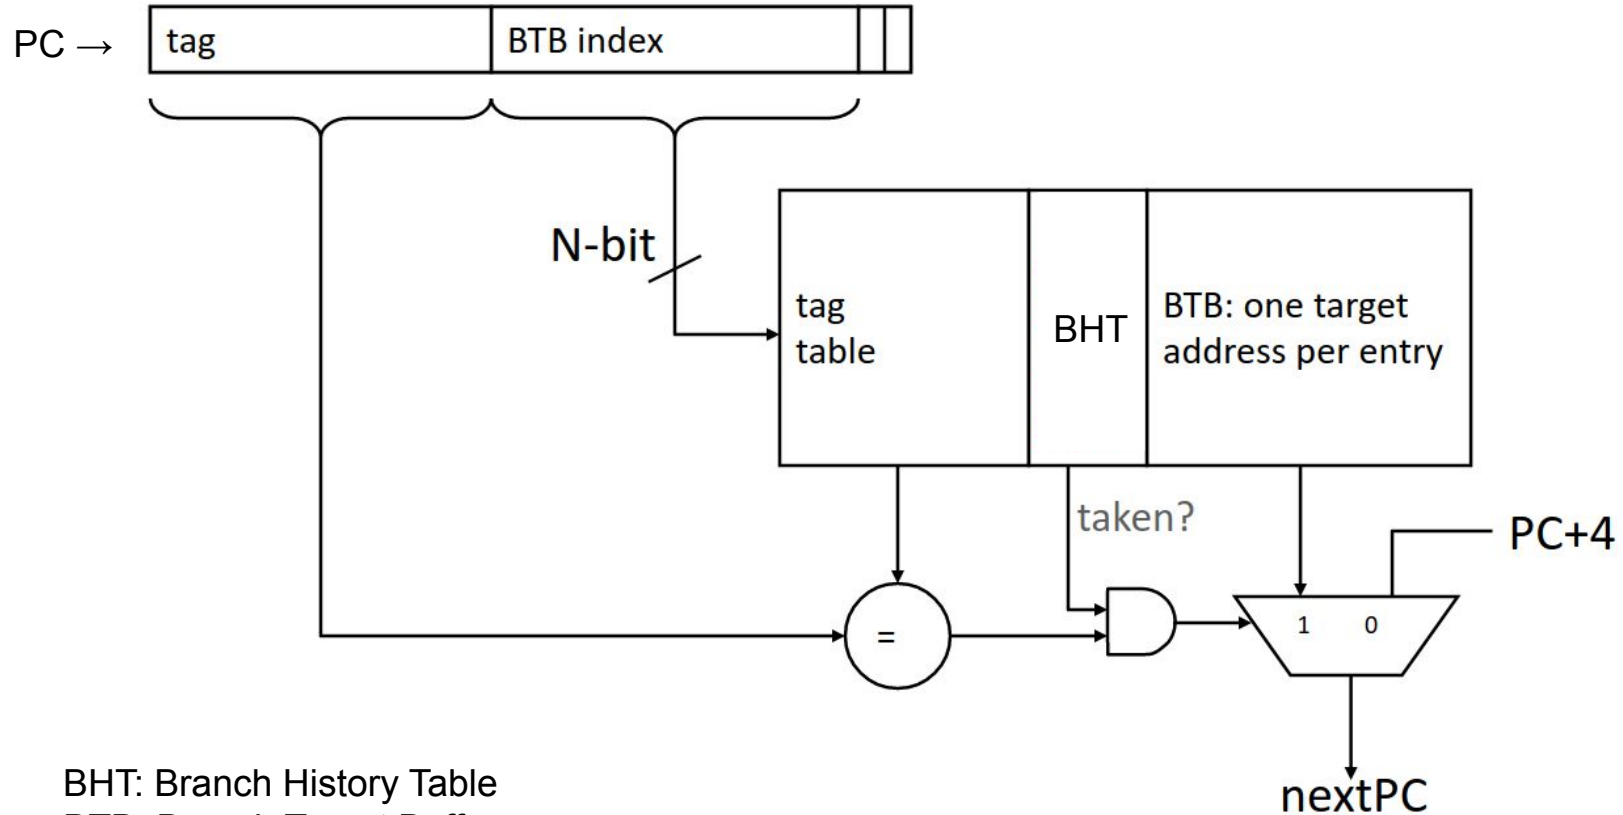 PC →
tag
BTB index
N-bit
tag
table
BHT
BTB: one target
address per entry
taken?
PC+4
=
1 0
nextPC
BHT: Branch History Table